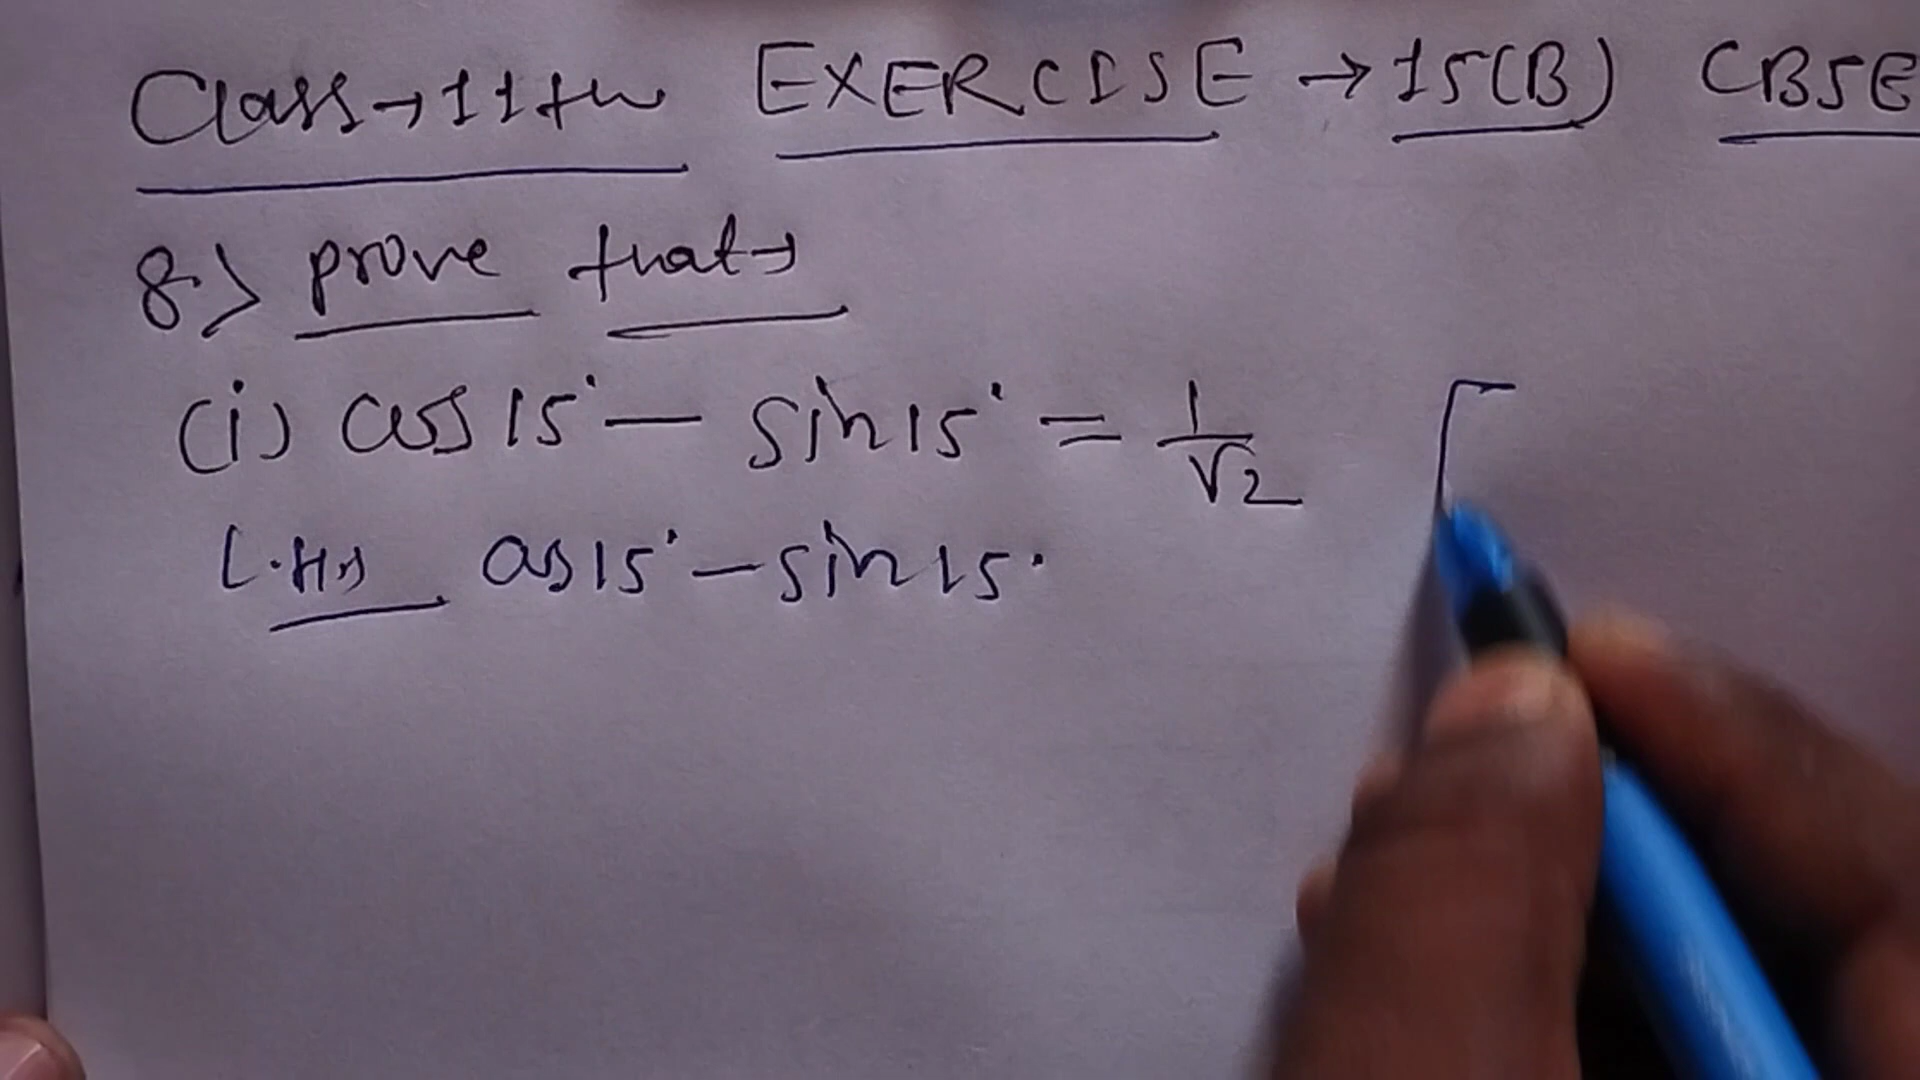 Class→11th EXERCISE →15(B) CBSE
8> prove that→
(i) cos 15° - sin 15° = 1/√2
L.H.S cos 15° - sin 15°